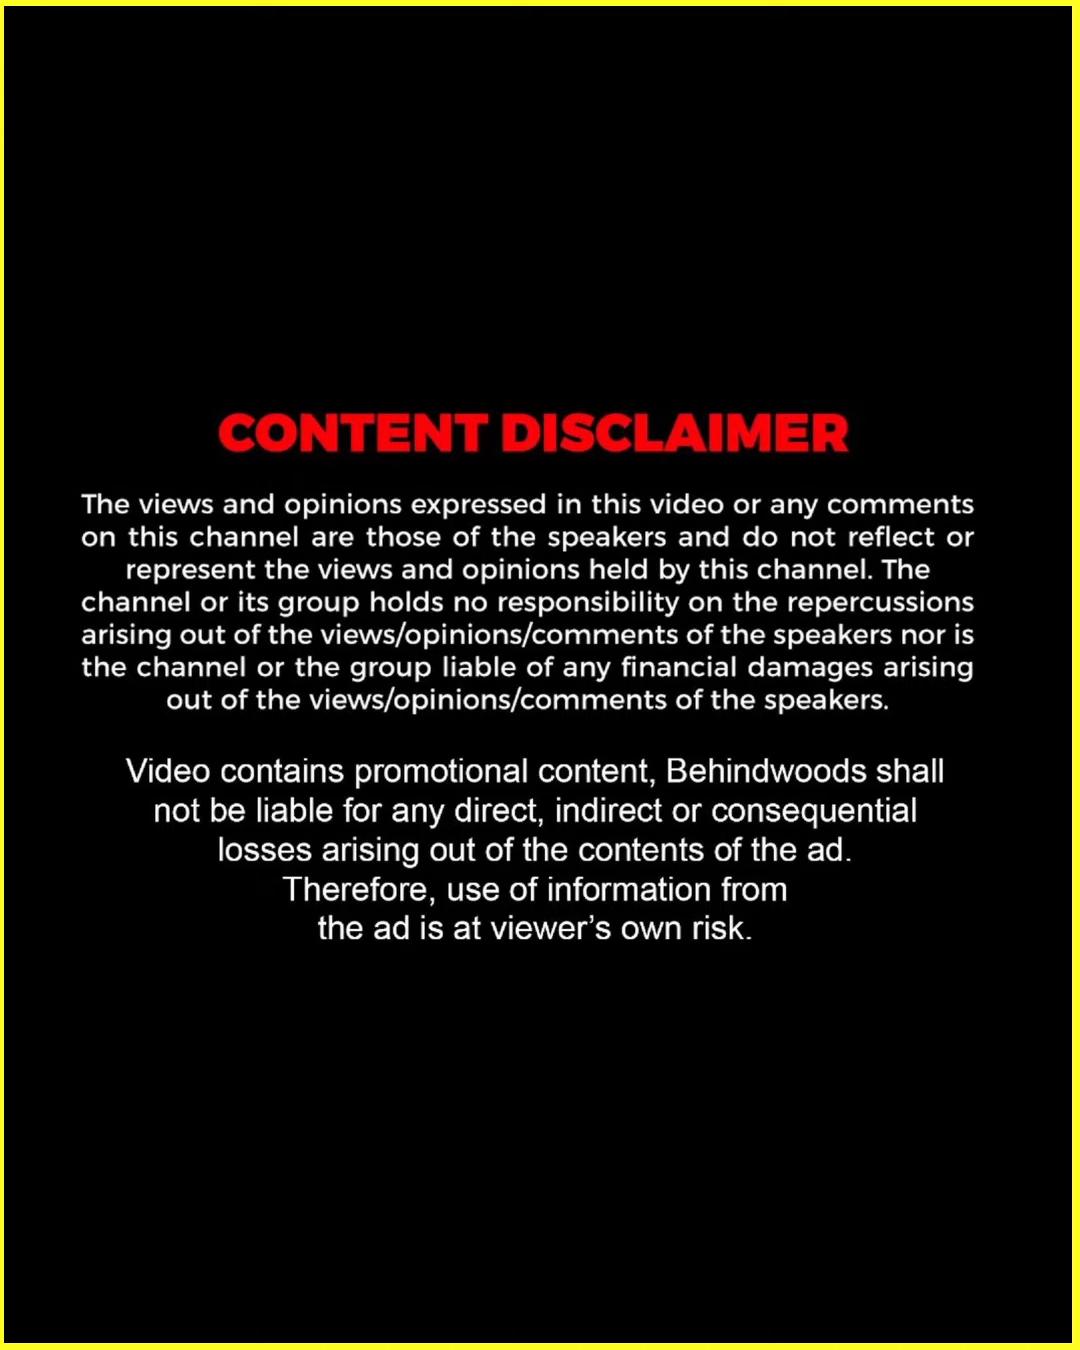 CONTENT DISCLAIMER
The views and opinions expressed in this video or any comments
on this channel are those of the speakers and do not reflect or
represent the views and opinions held by this channel. The
channel or its group holds no responsibility on the repercussions
arising out of the views/opinions/comments of the speakers nor is
the channel or the group liable of any financial damages arising
out of the views/opinions/comments of the speakers.
Video contains promotional content, Behindwoods shall
not be liable for any direct, indirect or consequential
losses arising out of the contents of the ad.
Therefore, use of information from
the ad is at viewer’s own risk.